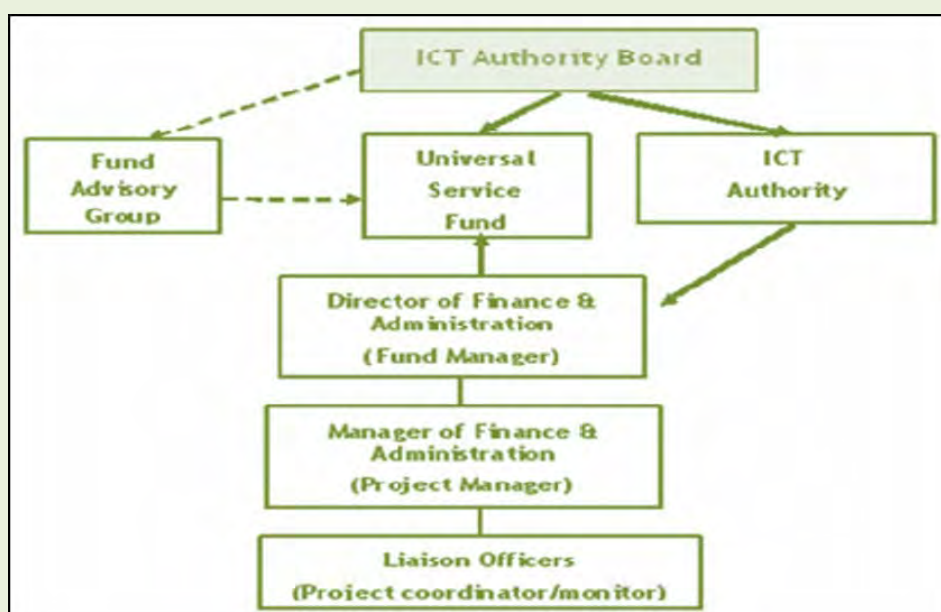 ICT Authority Board
Fund
Advisory
Group
Universal
Service
Fund
ICT
Authority
Director of Finance &
Administration
(Fund Manager)
Manager of Finance &
Administration
(Project Manager)
Liaison Officers
(Project coordinator/monitor)